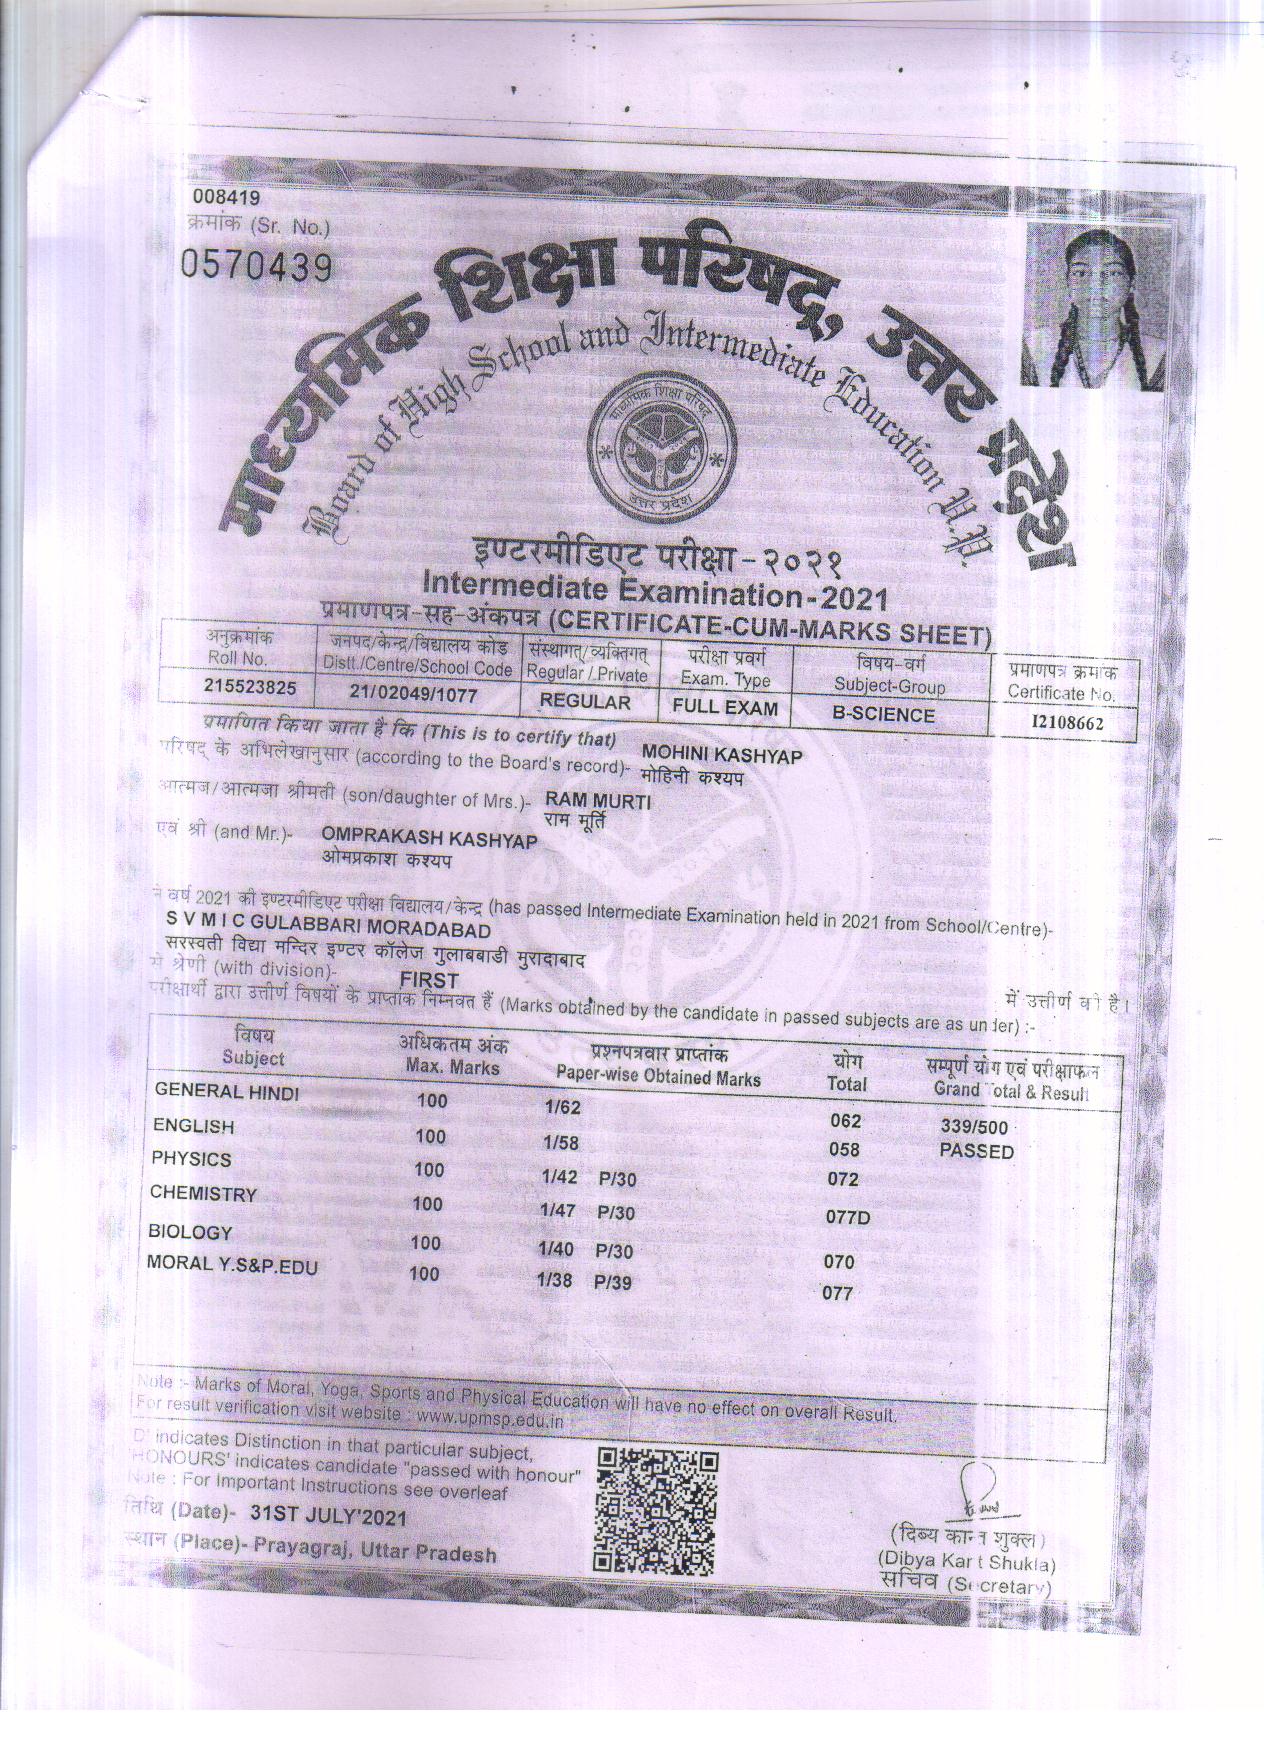 008419
क्रमांक (Sr. No.)
0570439
माध्यमिक शिक्षा परिषद्, उत्तर प्रदेश
Board of High School and Intermediate Education U.P.
माध्यमिक शिक्षा परिषद्
उत्तर प्रदेश
इण्टरमीडिएट परीक्षा - २०२१
Intermediate Examination-2021
प्रमाणपत्र-सह-अंकपत्र (CERTIFICATE-CUM-MARKS SHEET)
अनुक्रमांक जनपद/केन्द्र/विद्यालय कोड संस्थागत/व्यक्तिगत परीक्षा प्रवर्ग विषय-वर्ग प्रमाणपत्र क्रमांक
Roll No. Distt./Centre/School Code Regular / Private Exam. Type Subject-Group Certificate No.
215523825 21/02049/1077 REGULAR FULL EXAM B-SCIENCE I2108662
प्रमाणित किया जाता है कि (This is to certify that)
परिषद् के अभिलेखानुसार (according to the Board's record)- MOHINI KASHYAP
मोहिनी कश्यप
आत्मज/आत्मजा श्रीमती (son/daughter of Mrs.)- RAM MURTI
राम मूर्ति
एवं श्री (and Mr.)- OMPRAKASH KASHYAP
ओमप्रकाश कश्यप
ने वर्ष 2021 की इण्टरमीडिएट परीक्षा विद्यालय/केन्द्र (has passed Intermediate Examination held in 2021 from School/Centre)-
S V M I C GULABBARI MORADABAD
सरस्वती विद्या मन्दिर इण्टर कॉलेज गुलाबबाडी मुरादाबाद
में श्रेणी (with division)- FIRST में उत्तीर्ण की है।
परीक्षार्थी द्वारा उत्तीर्ण विषयों के प्राप्तांक निम्नवत हैं (Marks obtained by the candidate in passed subjects are as under) :-
विषय अधिकतम अंक प्रश्नपत्रवार प्राप्तांक योग सम्पूर्ण योग एवं परीक्षाफल
Subject Max. Marks Paper-wise Obtained Marks Total Grand Total & Result
GENERAL HINDI 100 1/62 062 339/500
ENGLISH 100 1/58 058 PASSED
PHYSICS 100 1/42 P/30 072
CHEMISTRY 100 1/47 P/30 077D
BIOLOGY 100 1/40 P/30 070
MORAL Y.S&P.EDU 100 1/38 P/39 077
Note :- Marks of Moral, Yoga, Sports and Physical Education will have no effect on overall Result.
For result verification visit website : www.upmsp.edu.in
'D' indicates Distinction in that particular subject,
'HONOURS' indicates candidate "passed with honour"
Note : For Important Instructions see overleaf
तिथि (Date)- 31ST JULY'2021
स्थान (Place)- Prayagraj, Uttar Pradesh
(दिब्य कान्त शुक्ल)
(Dibya Kant Shukla)
सचिव (Secretary)